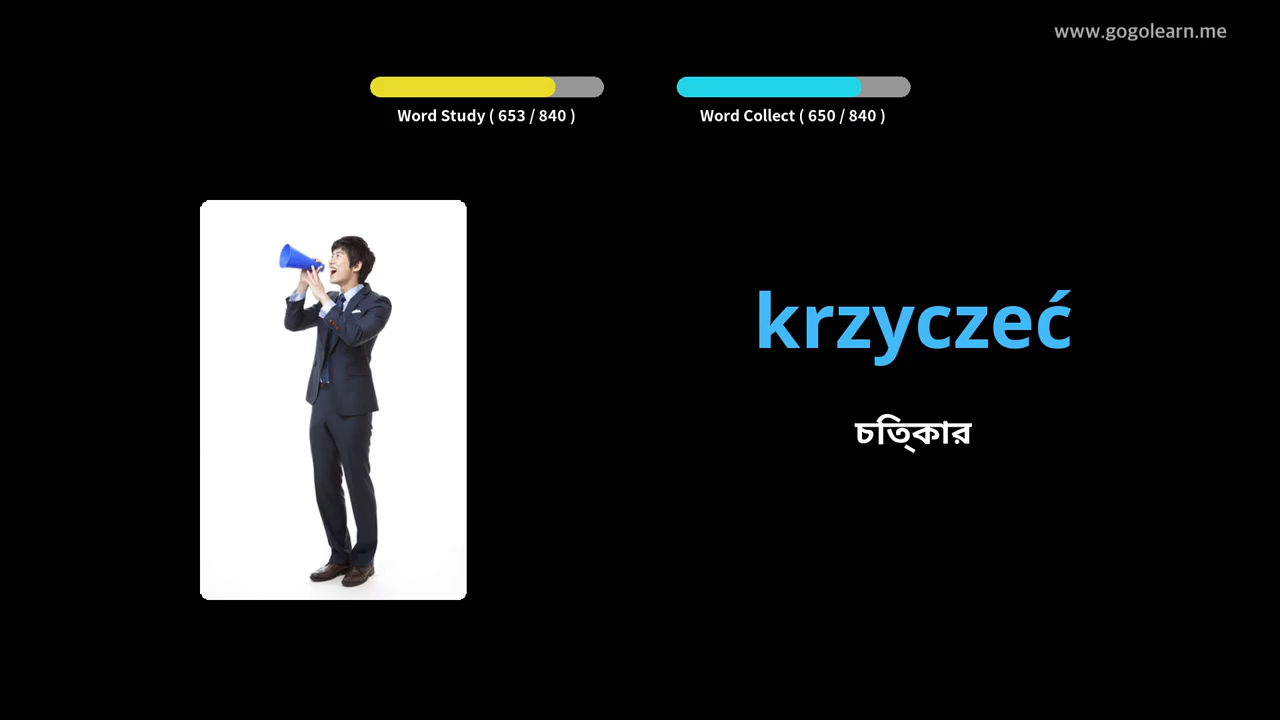 www.gogolearn.me
Word Study ( 653 / 840 )
Word Collect ( 650 / 840 )
krzyczeć
চিত্কার